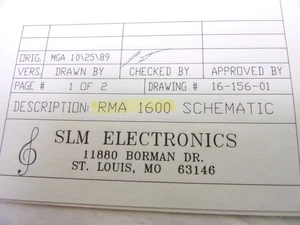 ORIG. MGA 10\25\89
VERS. DRAWN BY CHECKED BY APPROVED BY
PAGE # 1 OF 2 DRAWING # 16-156-01
DESCRIPTION: RMA 1600 SCHEMATIC
SLM ELECTRONICS
11880 BORMAN DR.
ST. LOUIS, MO 63146